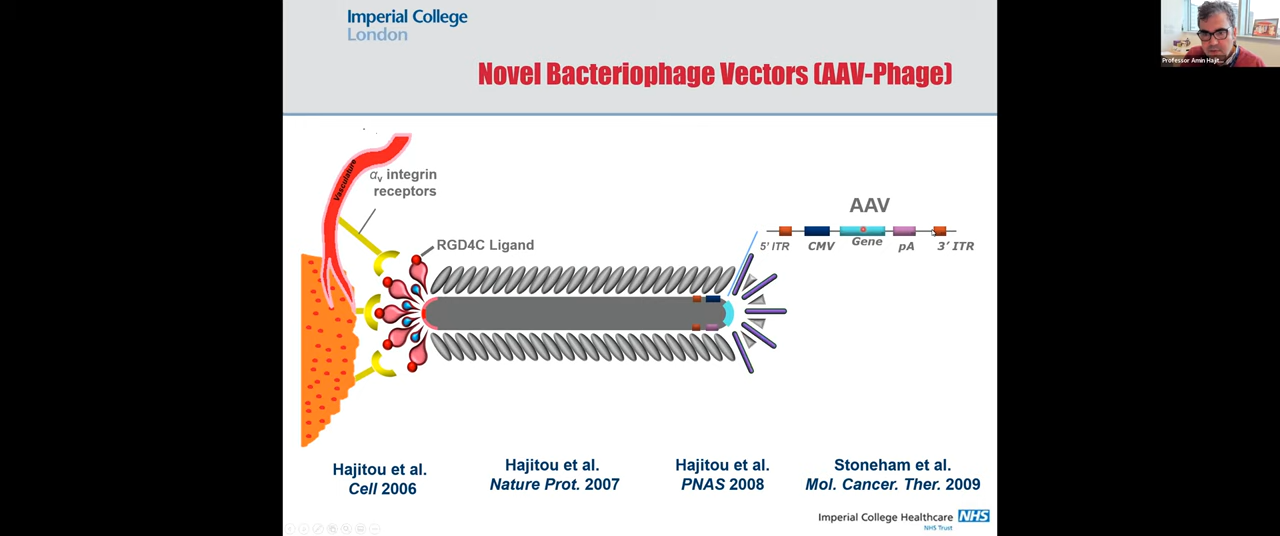 Imperial College
London
Novel Bacteriophage Vectors (AAV-Phage)
Professor Amin Hajit...
Vasculature
αv integrin
receptors
RGD4C Ligand
AAV
5' ITR CMV Gene pA 3' ITR
Hajitou et al.
Cell 2006
Hajitou et al.
Nature Prot. 2007
Hajitou et al.
PNAS 2008
Stoneham et al.
Mol. Cancer. Ther. 2009
Imperial College Healthcare NHS
NHS Trust